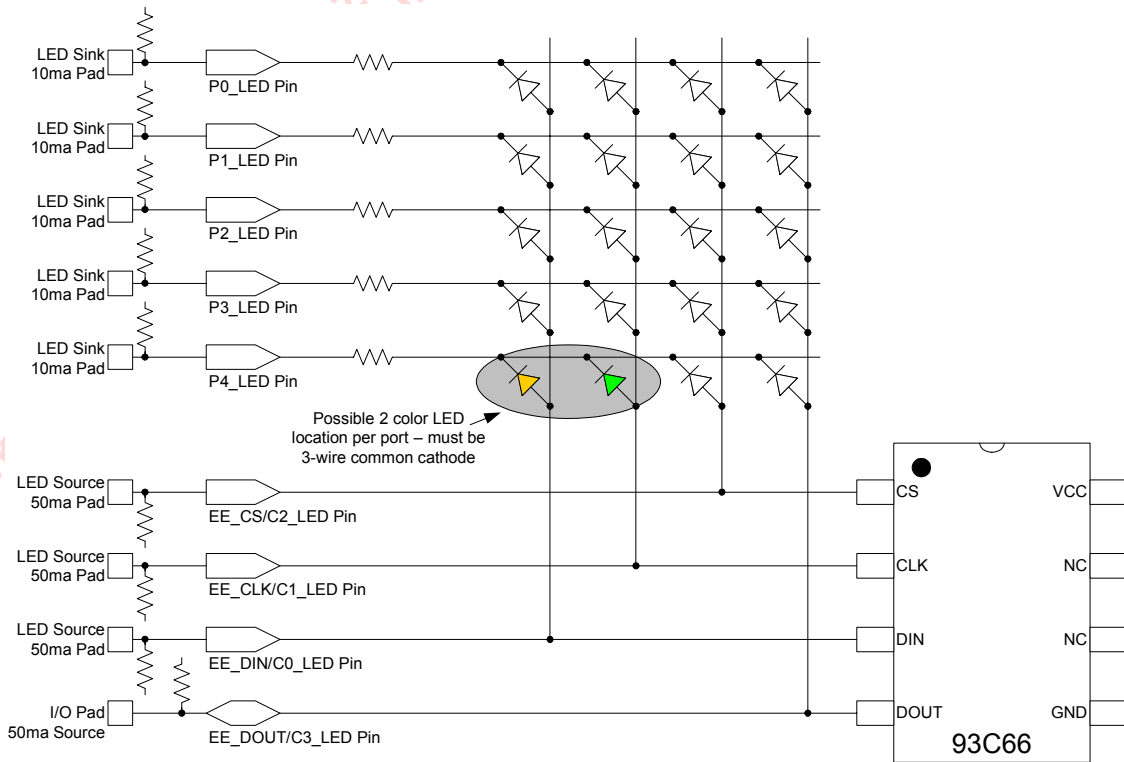 LED Sink
10ma Pad
P0_LED Pin
LED Sink
10ma Pad
P1_LED Pin
LED Sink
10ma Pad
P2_LED Pin
LED Sink
10ma Pad
P3_LED Pin
LED Sink
10ma Pad
P4_LED Pin
Possible 2 color LED
location per port – must be
3-wire common cathode
LED Source
50ma Pad
EE_CS/C2_LED Pin
LED Source
50ma Pad
EE_CLK/C1_LED Pin
LED Source
50ma Pad
EE_DIN/C0_LED Pin
I/O Pad
50ma Source
EE_DOUT/C3_LED Pin
CS
VCC
CLK
NC
DIN
NC
DOUT
GND
93C66